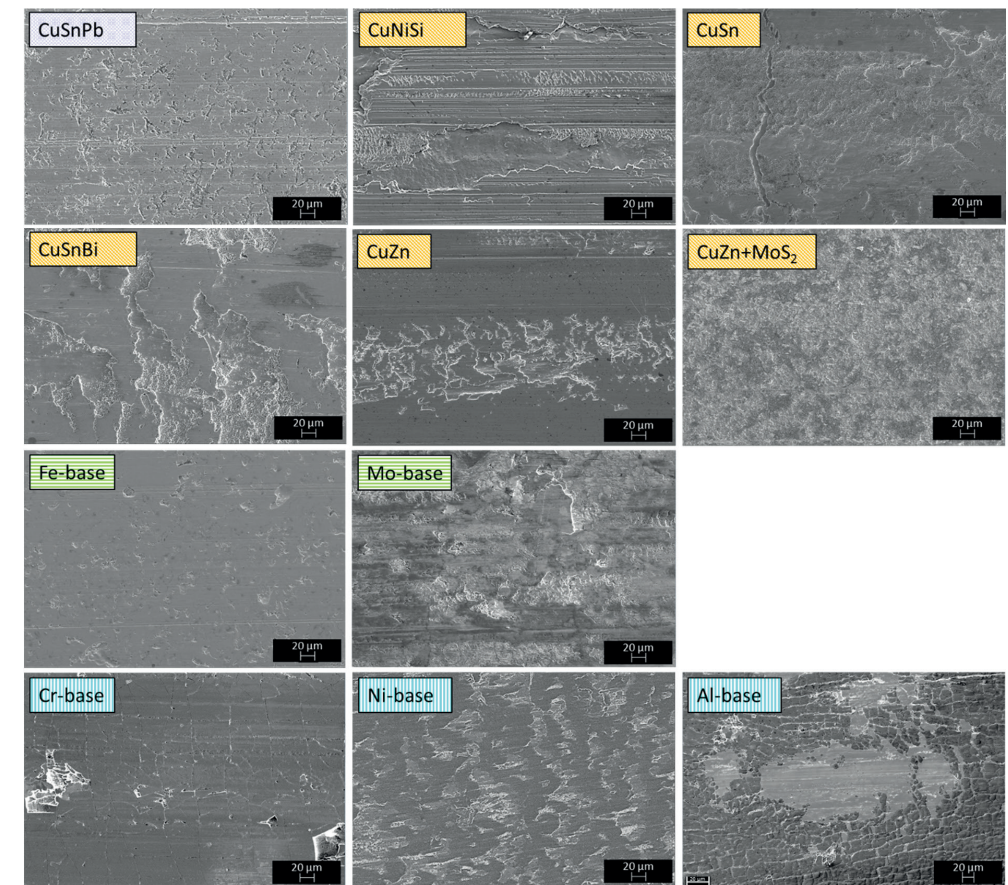 CuSnPb
20 µm
CuNiSi
20 µm
CuSn
20 µm
CuSnBi
20 µm
CuZn
20 µm
CuZn+MoS₂
20 µm
Fe-base
20 µm
Mo-base
20 µm
Cr-base
20 µm
Ni-base
20 µm
Al-base
20 µm
20 µm